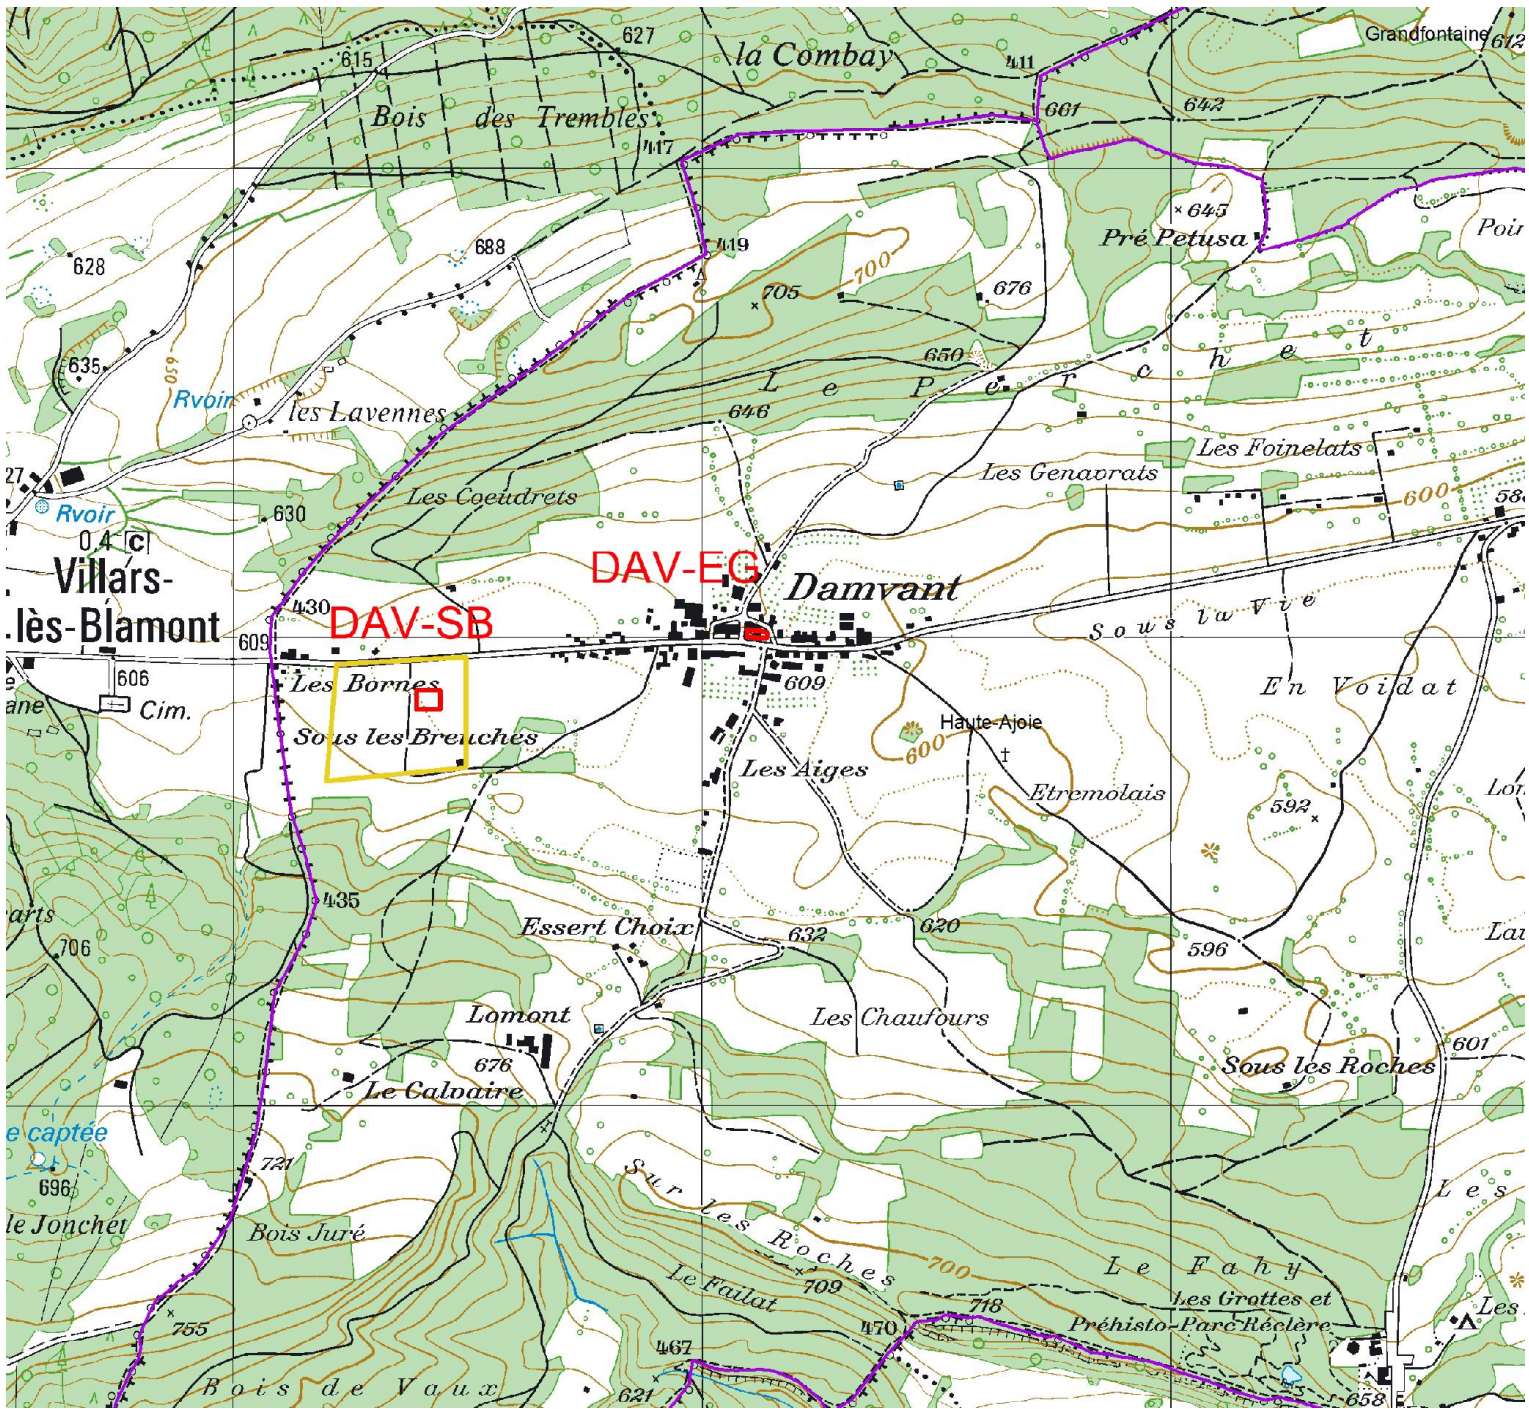 Grandfontaine
612
627
la Combay
615
411
Bois des Trembles
661
642
417
645
419
Pré Petusa
688
628
700
676
705
635
650
650
Le Perchet
Rvoir
les Lavennes
646
Les Foinelats
Les Genavrats
27
Les Coeudrets
600
Rvoir
630
04 C
Villars-
lès-Blamont
DAV-EG
Damvant
430
DAV-SB
Sous la Vie
609
606
Les Bornes
609
En Voidat
Cim.
Sous les Breuches
Haute-Ajoie
600
Les Aiges
Etremolais
592
435
Essert Choix
632
620
706
596
Lomont
Les Chaufours
601
676
Sous les Roches
Le Calvaire
e captée
721
696
Sur les Roches
Les
le Jonchet
Bois Juré
700
Le Fahy
Le Failat
709
Les Grottes et
718
Préhisto-Parc Réclère
Les
755
470
467
Bois de Vaux
621
658